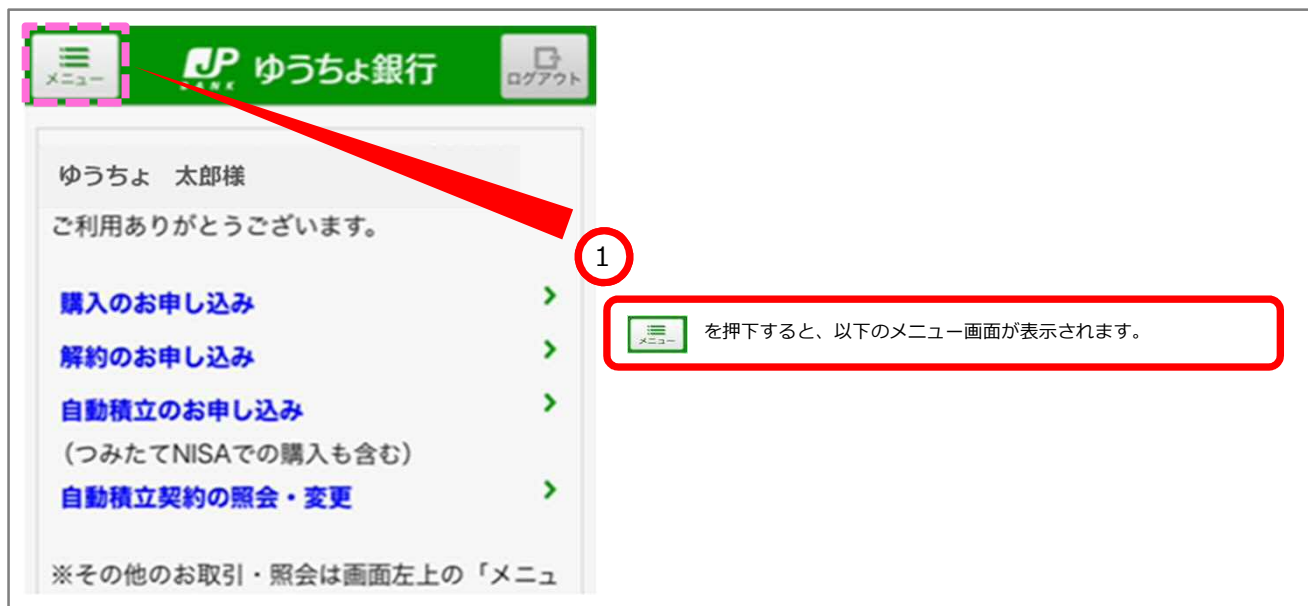 メニュー
JP BANK ゆうちょ銀行
ログアウト
ゆうちょ　太郎様
ご利用ありがとうございます。
1
購入のお申し込み
メニュー を押下すると、以下のメニュー画面が表示されます。
解約のお申し込み
自動積立のお申し込み
（つみたてNISAでの購入も含む）
自動積立契約の照会・変更
※その他のお取引・照会は画面左上の「メニュ